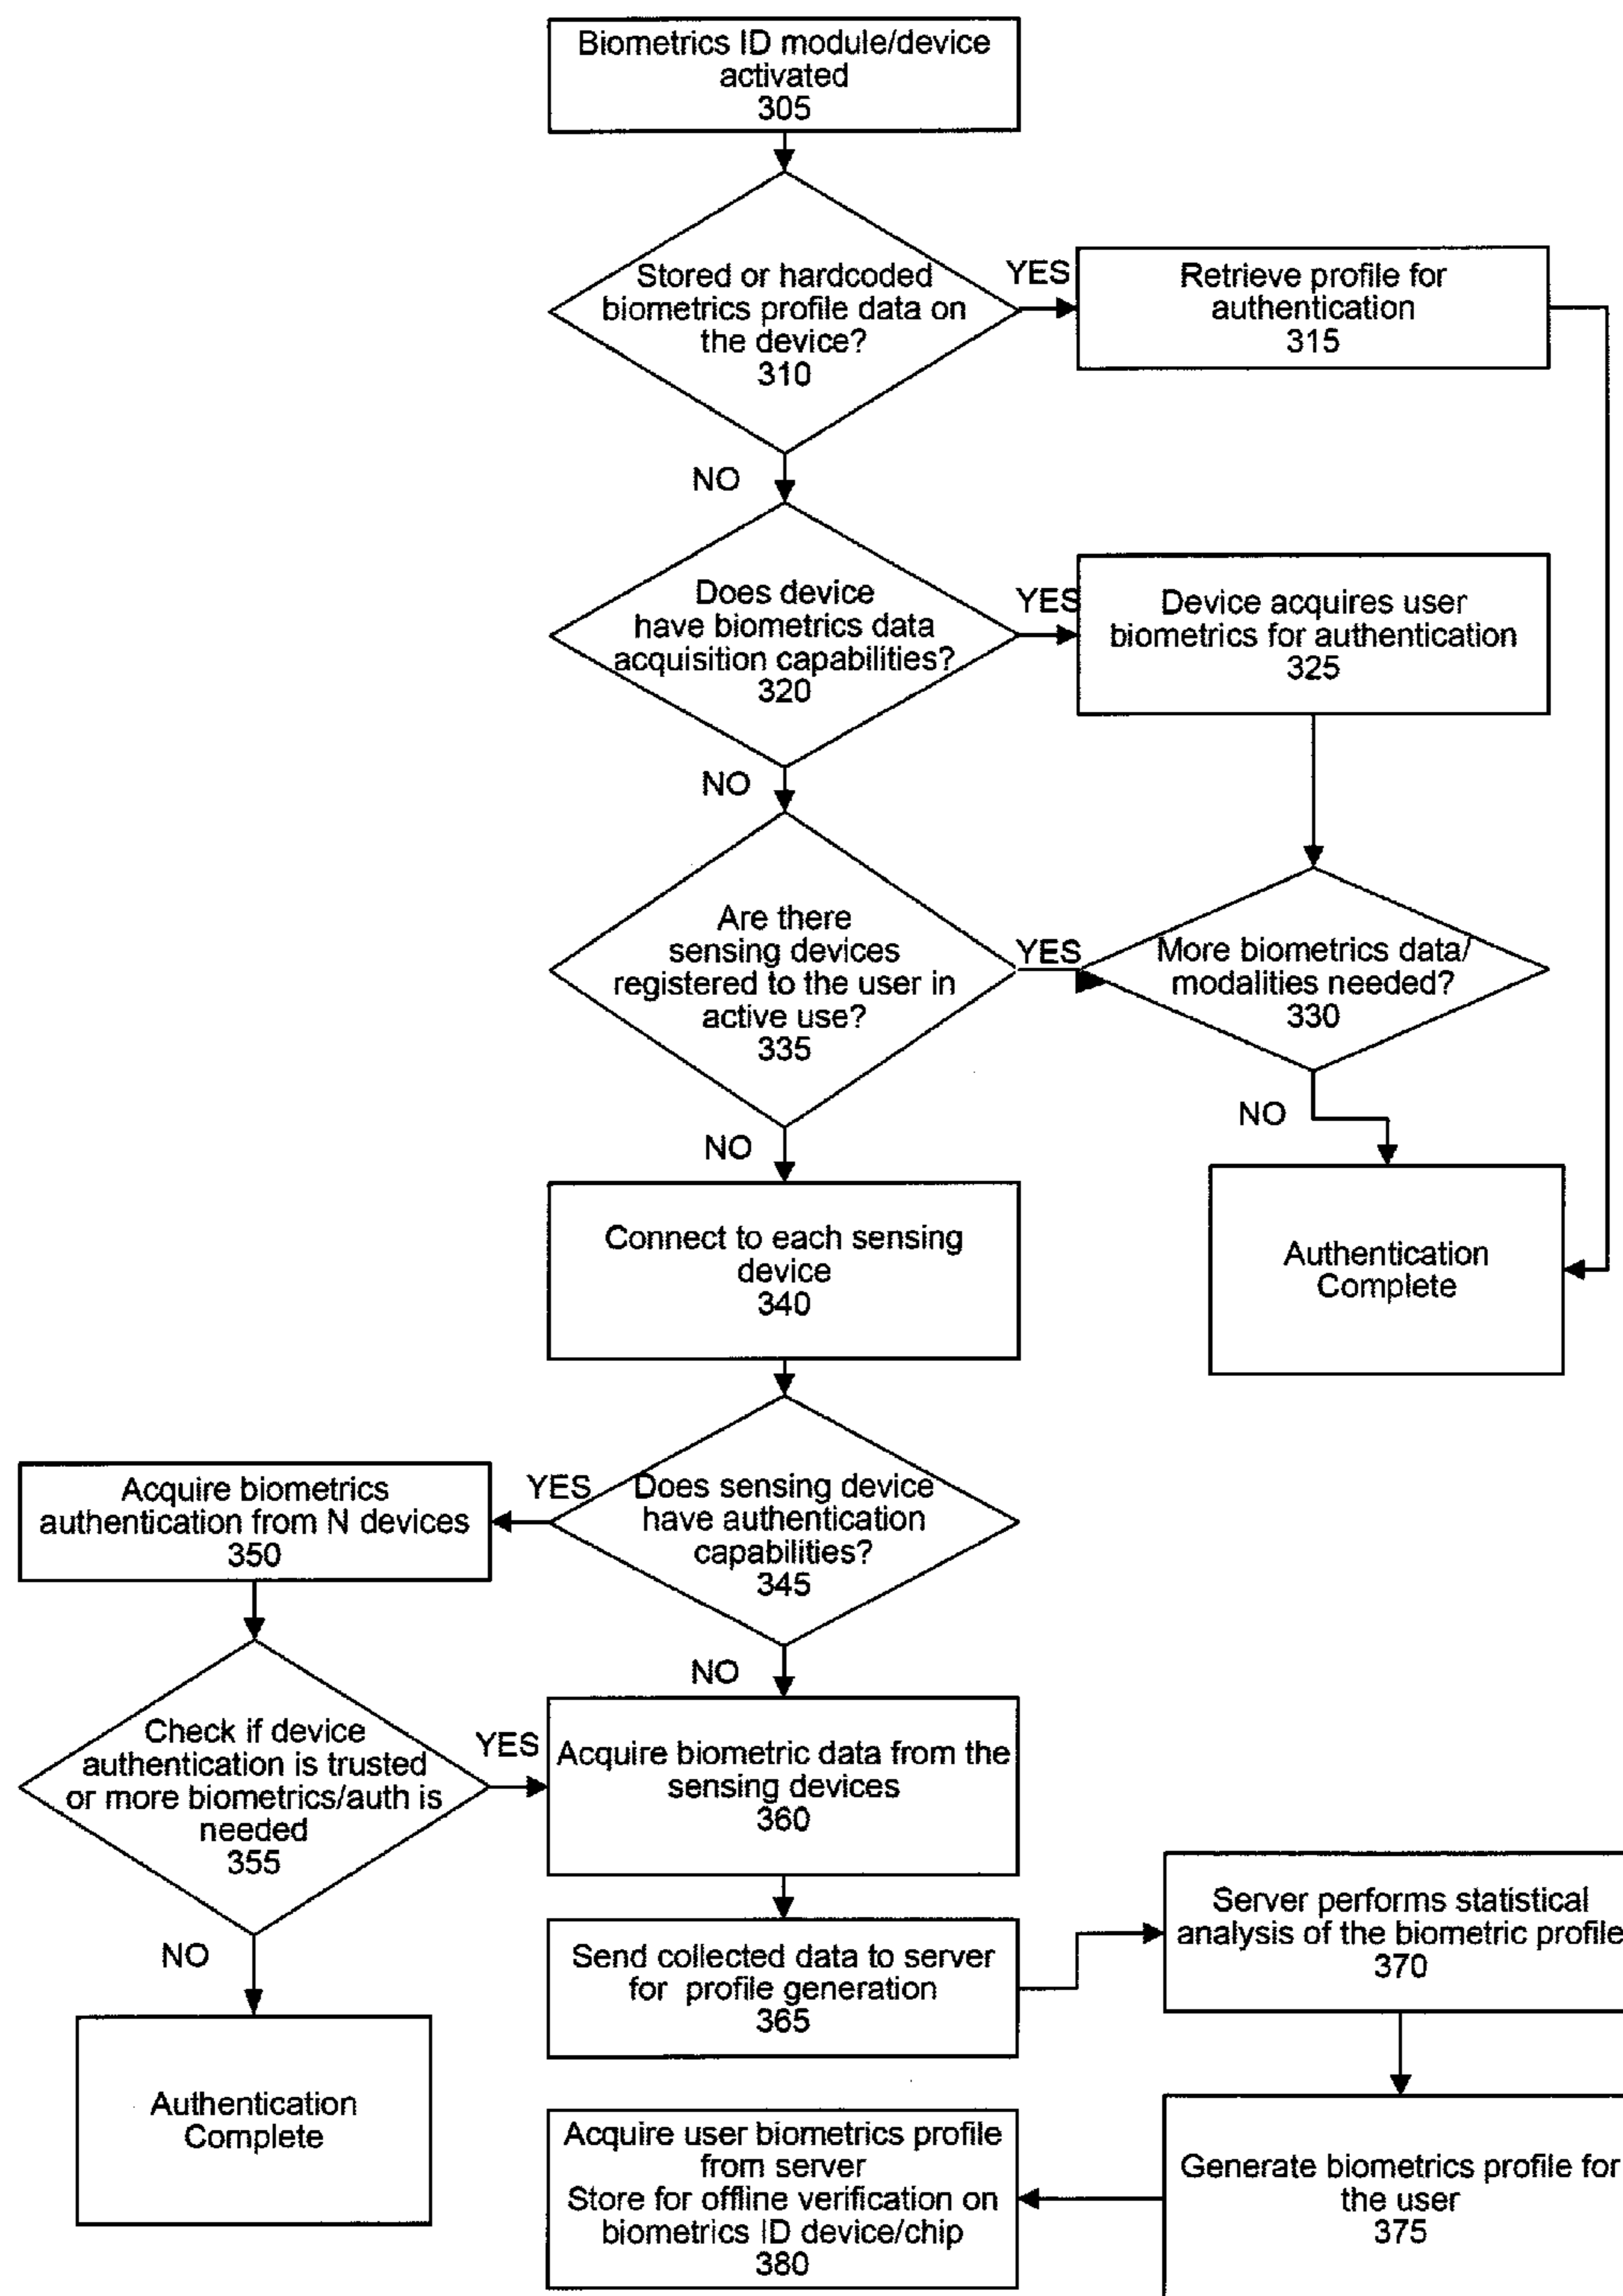 Biometrics ID module/device
activated
305
Stored or hardcoded
biometrics profile data on
the device?
310
YES
Retrieve profile for
authentication
315
NO
Does device
have biometrics data
acquisition capabilities?
320
YES
Device acquires user
biometrics for authentication
325
NO
Are there
sensing devices
registered to the user in
active use?
335
YES
More biometrics data/
modalities needed?
330
NO
NO
Connect to each sensing
device
340
Authentication
Complete
Does sensing device
have authentication
capabilities?
345
YES
Acquire biometrics
authentication from N devices
350
NO
Check if device
authentication is trusted
or more biometrics/auth is
needed
355
YES
Acquire biometric data from the
sensing devices
360
NO
Authentication
Complete
Send collected data to server
for profile generation
365
Server performs statistical
analysis of the biometric profile
370
Generate biometrics profile for
the user
375
Acquire user biometrics profile
from server
Store for offline verification on
biometrics ID device/chip
380